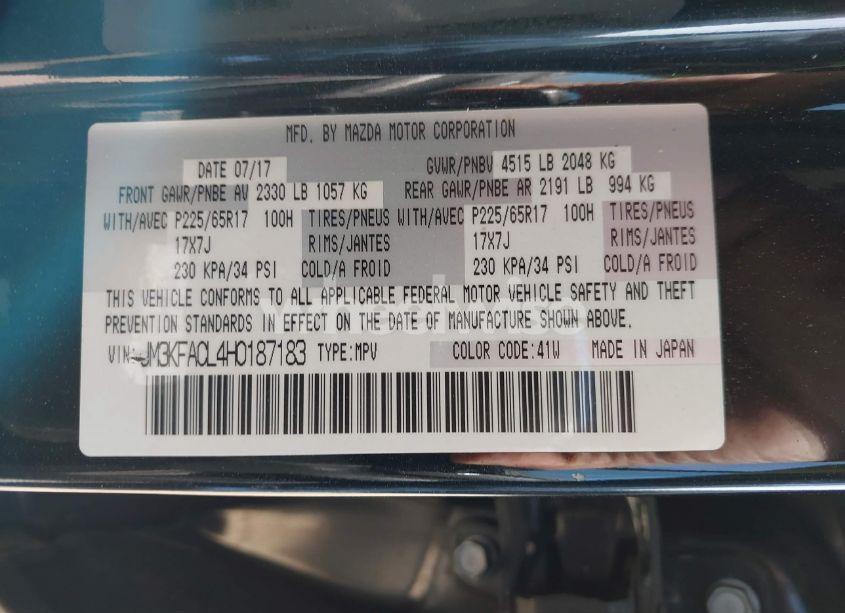 MFD. BY MAZDA MOTOR CORPORATION
DATE 07/17 GVWR/PNBV 4515 LB 2048 KG
FRONT GAWR/PNBE AV 2330 LB 1057 KG REAR GAWR/PNBE AR 2191 LB 994 KG
WITH/AVEC P225/65R17 100H TIRES/PNEUS WITH/AVEC P225/65R17 100H TIRES/PNEUS
17X7J RIMS/JANTES 17X7J RIMS/JANTES
230 KPA/34 PSI COLD/A FROID 230 KPA/34 PSI COLD/A FROID
THIS VEHICLE CONFORMS TO ALL APPLICABLE FEDERAL MOTOR VEHICLE SAFETY AND THEFT
PREVENTION STANDARDS IN EFFECT ON THE DATE OF MANUFACTURE SHOWN ABOVE.
VIN: JM3KFACL4H0187183 TYPE:MPV COLOR CODE:41W MADE IN JAPAN